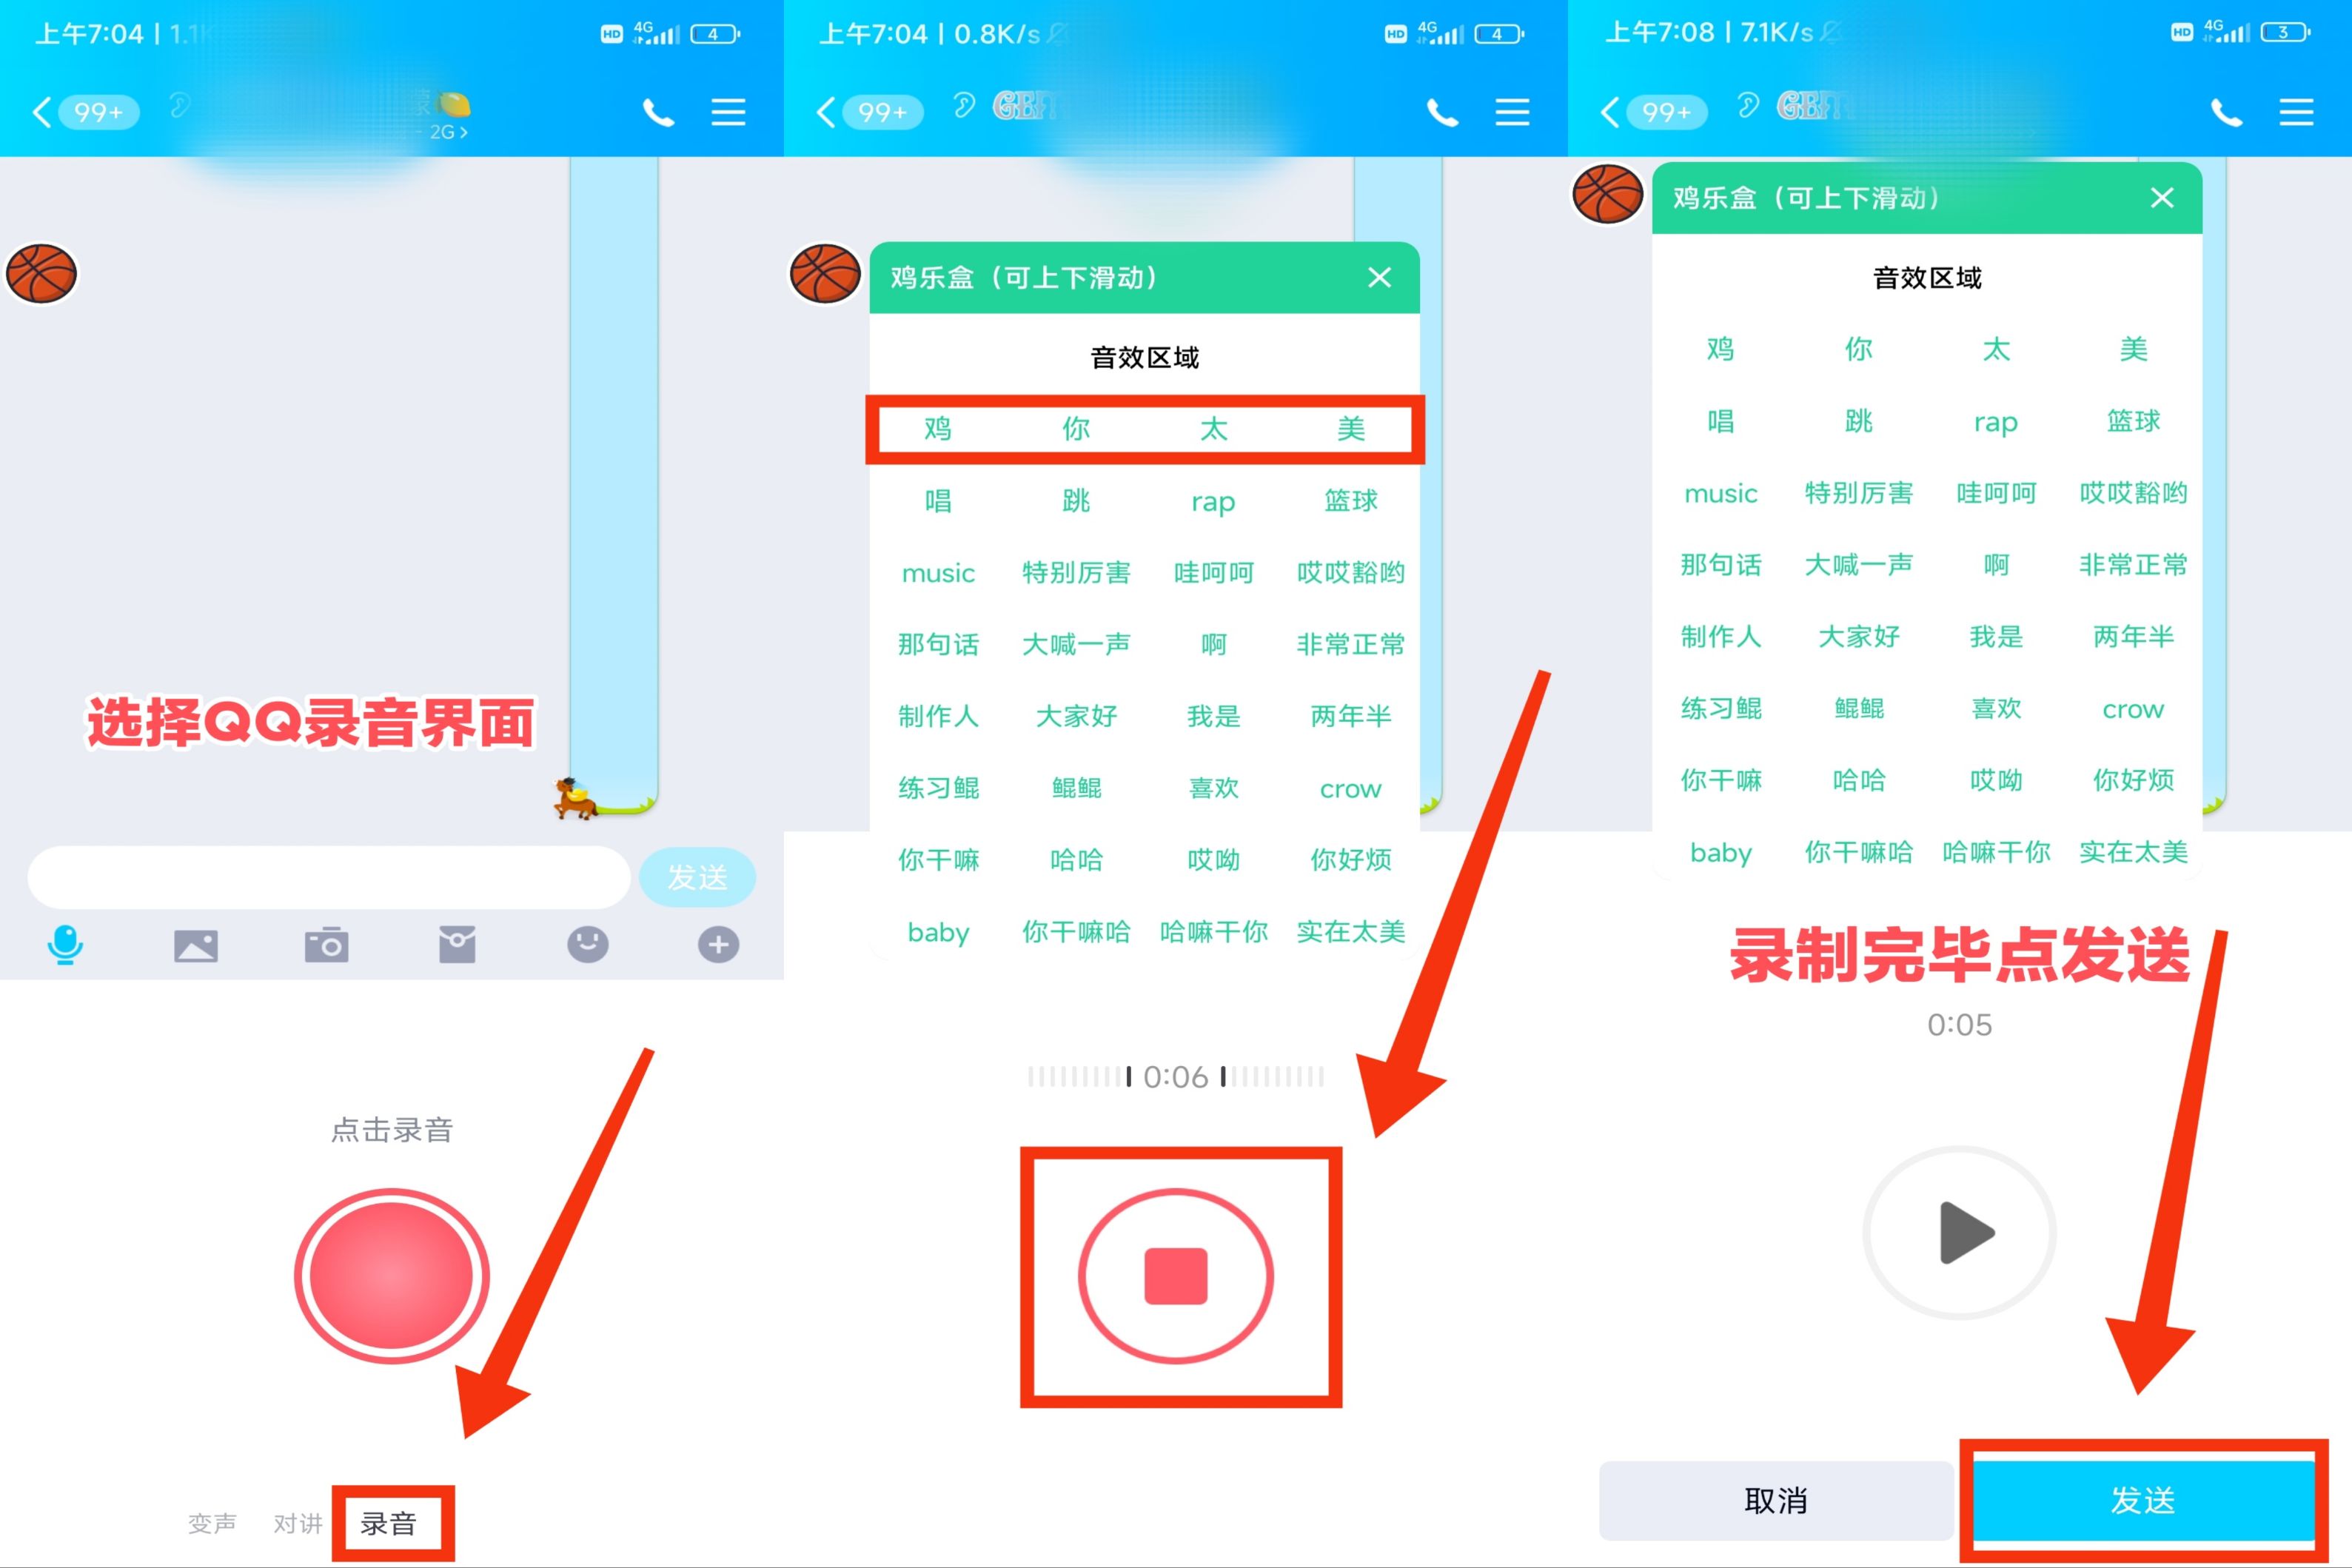 上午7:04 | 1.1K
HD 4G 4
99+
2G >
选择QQ录音界面
发送
点击录音
变声 对讲 录音
上午7:04 | 0.8K/s
HD 4G 4
99+
鸡乐盒（可上下滑动）
音效区域
鸡 你 太 美
唱 跳 rap 篮球
music 特别厉害 哇呵呵 哎哎豁哟
那句话 大喊一声 啊 非常正常
制作人 大家好 我是 两年半
练习鲲 鲲鲲 喜欢 crow
你干嘛 哈哈 哎呦 你好烦
baby 你干嘛哈 哈嘛干你 实在太美
0:06
上午7:08 | 7.1K/s
HD 4G 3
99+
鸡乐盒（可上下滑动）
音效区域
鸡 你 太 美
唱 跳 rap 篮球
music 特别厉害 哇呵呵 哎哎豁哟
那句话 大喊一声 啊 非常正常
制作人 大家好 我是 两年半
练习鲲 鲲鲲 喜欢 crow
你干嘛 哈哈 哎呦 你好烦
baby 你干嘛哈 哈嘛干你 实在太美
录制完毕点发送
0:05
取消 发送